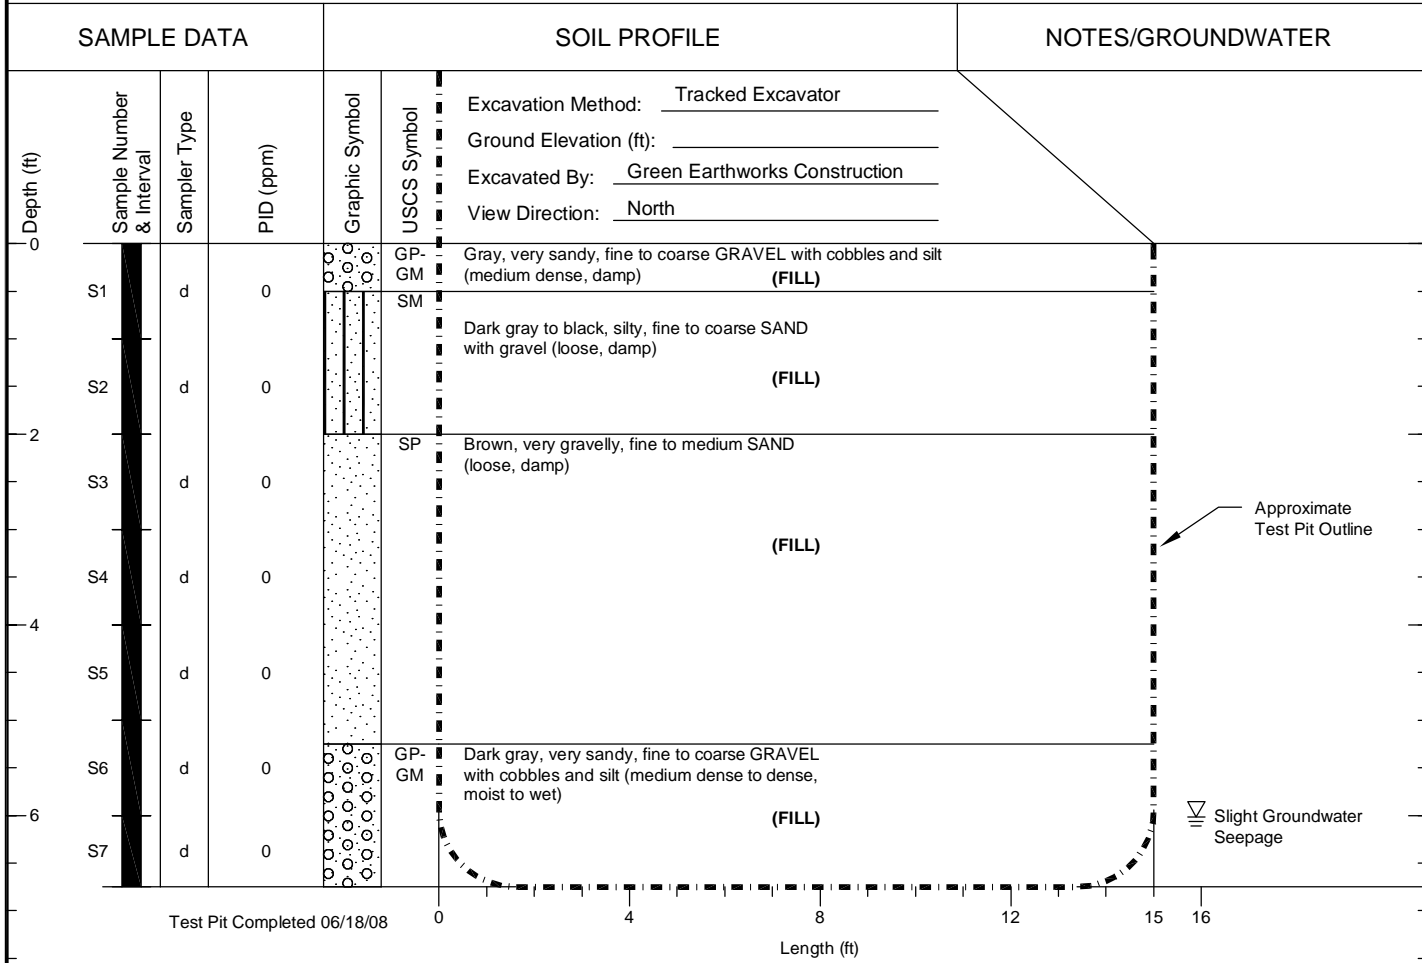 SAMPLE DATA
SOIL PROFILE
NOTES/GROUNDWATER
Depth (ft)
Sample Number
& Interval
Sampler Type
PID (ppm)
Graphic Symbol
USCS Symbol
Excavation Method: Tracked Excavator
Ground Elevation (ft):
Excavated By: Green Earthworks Construction
View Direction: North
0
S1 d 0
GP-
GM
Gray, very sandy, fine to coarse GRAVEL with cobbles and silt
(medium dense, damp)
(FILL)
SM
Dark gray to black, silty, fine to coarse SAND
with gravel (loose, damp)
(FILL)
S2 d 0
2
SP
Brown, very gravelly, fine to medium SAND
(loose, damp)
S3 d 0
(FILL)
Approximate
Test Pit Outline
S4 d 0
4
S5 d 0
GP-
GM
Dark gray, very sandy, fine to coarse GRAVEL
with cobbles and silt (medium dense to dense,
moist to wet)
(FILL)
S6 d 0
6
Slight Groundwater
Seepage
S7 d 0
Test Pit Completed 06/18/08
0 4 8 12 15 16
Length (ft)